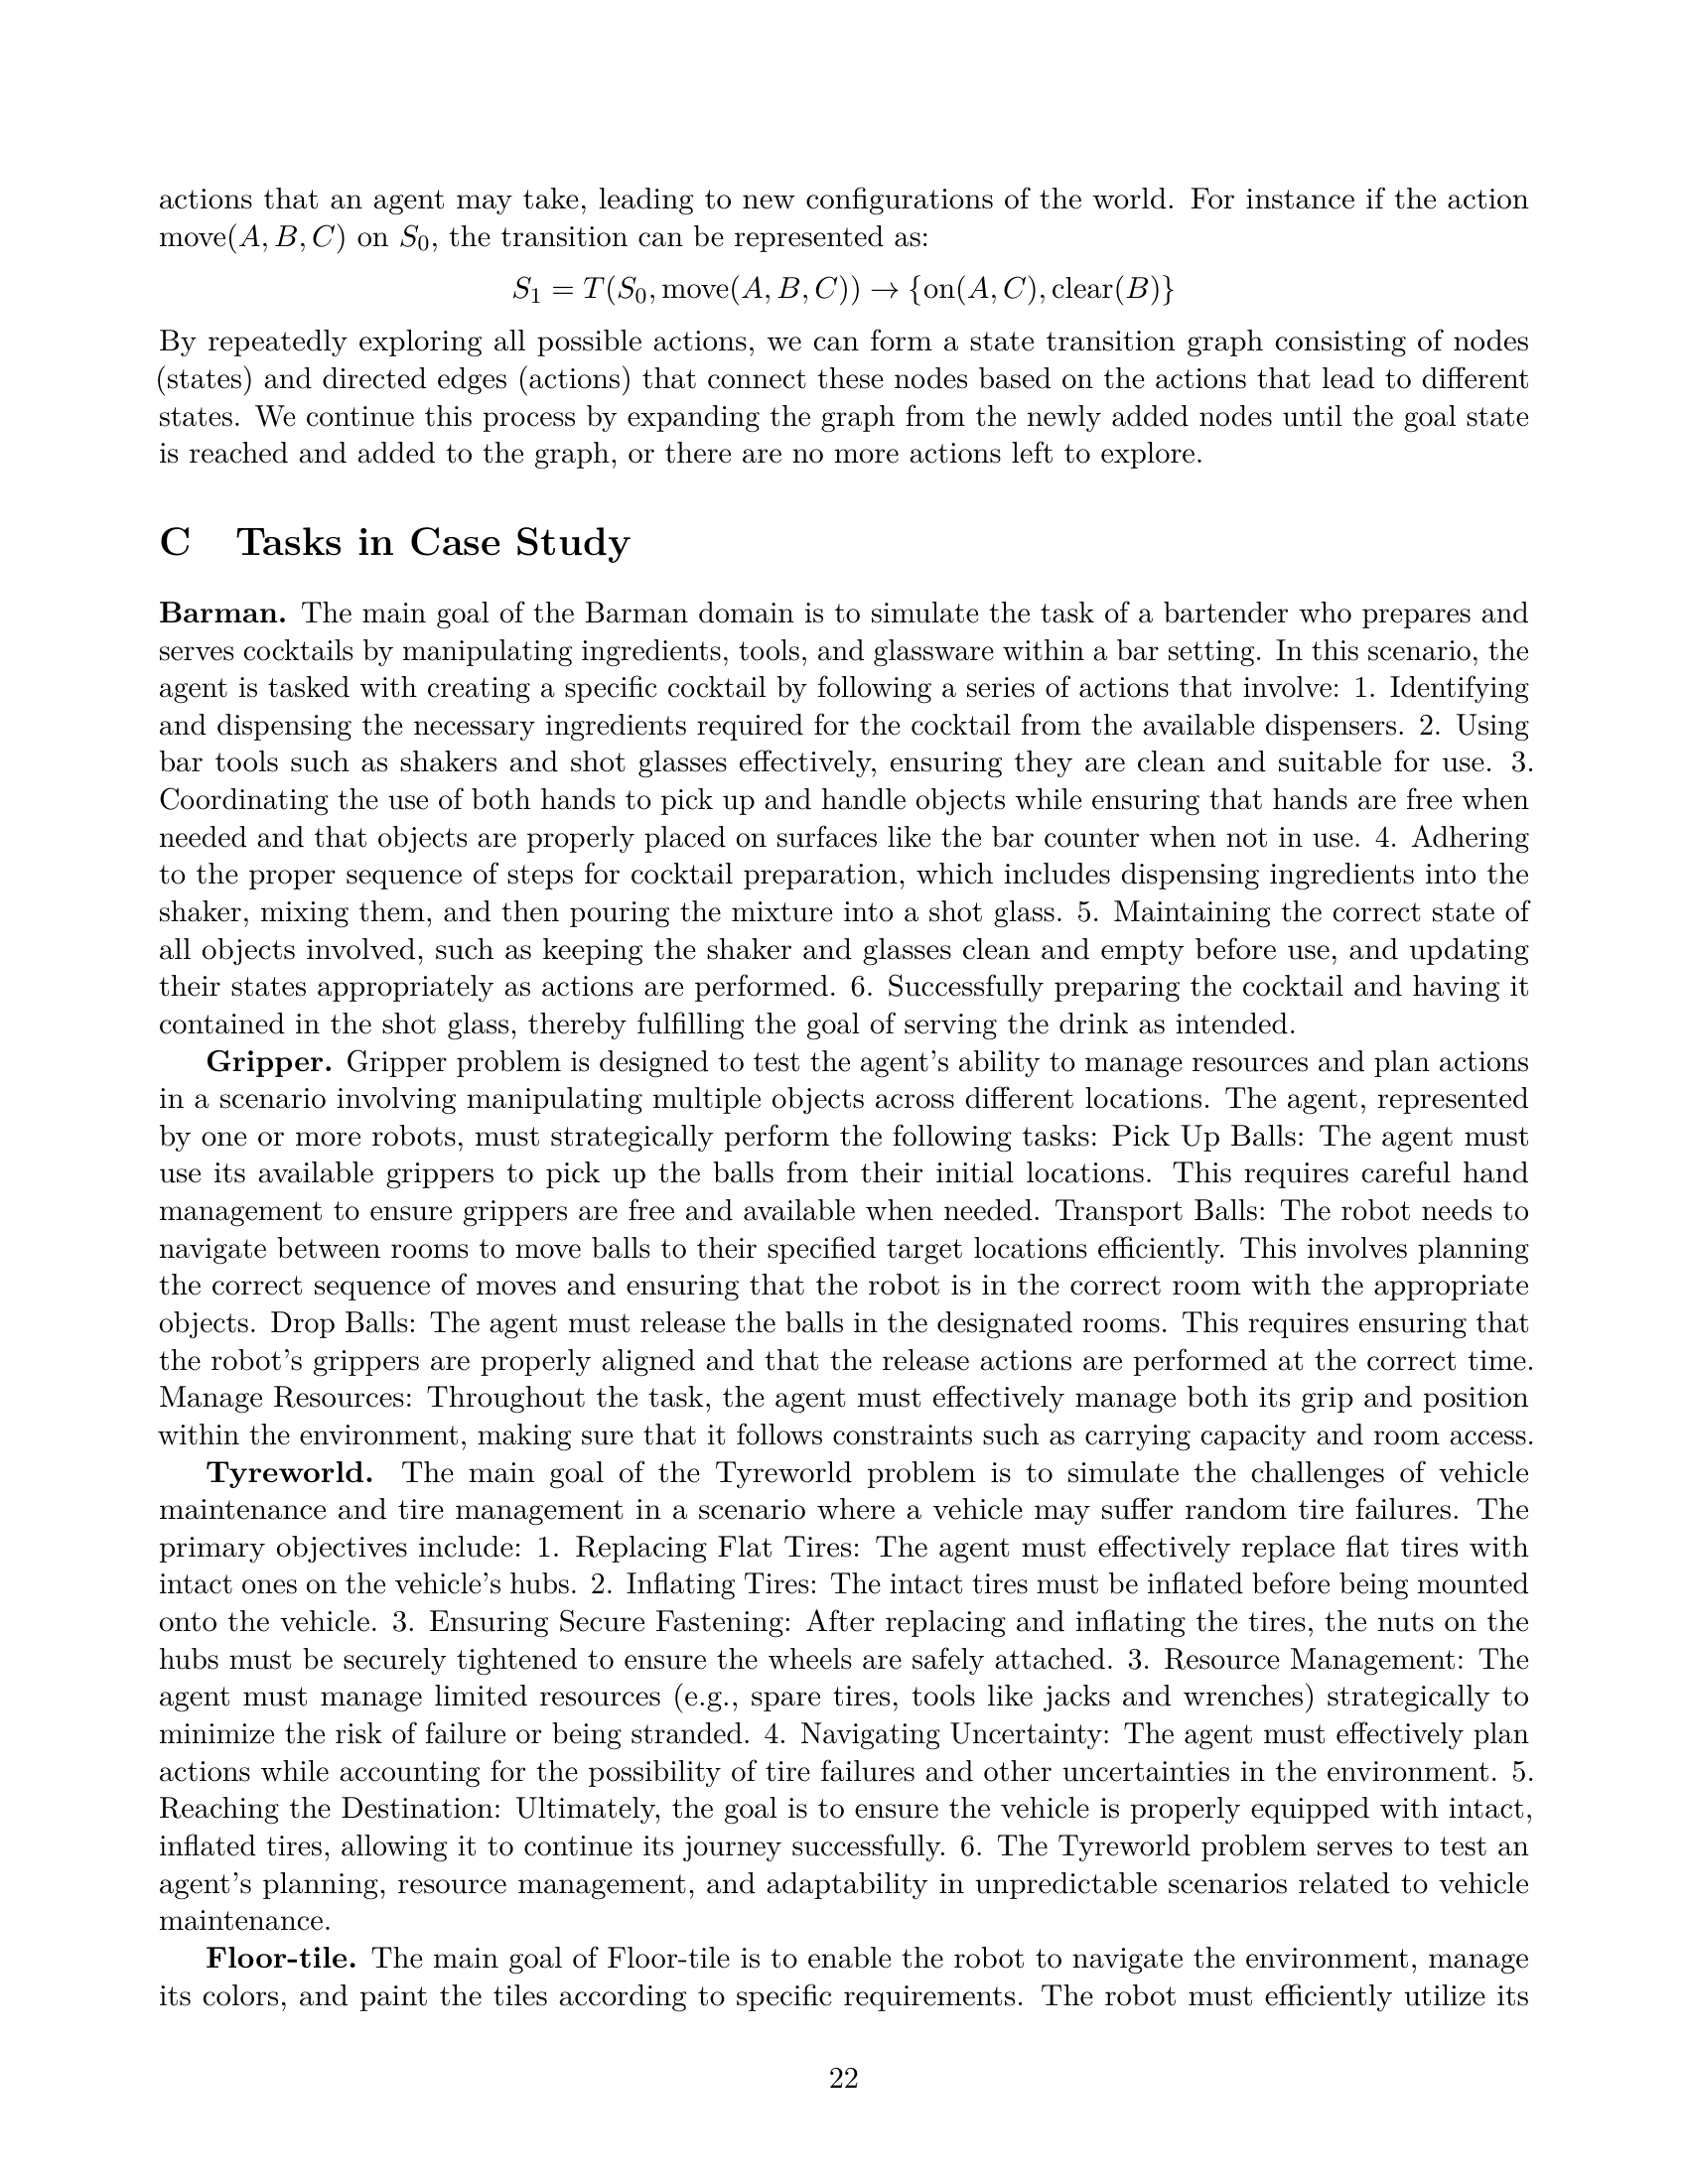 actions that an agent may take, leading to new configurations of the world. For instance if the action
move(A, B, C) on S₀, the transition can be represented as:
S₁ = T(S₀, move(A, B, C)) → {on(A, C), clear(B)}
By repeatedly exploring all possible actions, we can form a state transition graph consisting of nodes
(states) and directed edges (actions) that connect these nodes based on the actions that lead to different
states. We continue this process by expanding the graph from the newly added nodes until the goal state
is reached and added to the graph, or there are no more actions left to explore.
C Tasks in Case Study
Barman. The main goal of the Barman domain is to simulate the task of a bartender who prepares and
serves cocktails by manipulating ingredients, tools, and glassware within a bar setting. In this scenario, the
agent is tasked with creating a specific cocktail by following a series of actions that involve: 1. Identifying
and dispensing the necessary ingredients required for the cocktail from the available dispensers. 2. Using
bar tools such as shakers and shot glasses effectively, ensuring they are clean and suitable for use. 3.
Coordinating the use of both hands to pick up and handle objects while ensuring that hands are free when
needed and that objects are properly placed on surfaces like the bar counter when not in use. 4. Adhering
to the proper sequence of steps for cocktail preparation, which includes dispensing ingredients into the
shaker, mixing them, and then pouring the mixture into a shot glass. 5. Maintaining the correct state of
all objects involved, such as keeping the shaker and glasses clean and empty before use, and updating
their states appropriately as actions are performed. 6. Successfully preparing the cocktail and having it
contained in the shot glass, thereby fulfilling the goal of serving the drink as intended.
Gripper. Gripper problem is designed to test the agent's ability to manage resources and plan actions
in a scenario involving manipulating multiple objects across different locations. The agent, represented
by one or more robots, must strategically perform the following tasks: Pick Up Balls: The agent must
use its available grippers to pick up the balls from their initial locations. This requires careful hand
management to ensure grippers are free and available when needed. Transport Balls: The robot needs to
navigate between rooms to move balls to their specified target locations efficiently. This involves planning
the correct sequence of moves and ensuring that the robot is in the correct room with the appropriate
objects. Drop Balls: The agent must release the balls in the designated rooms. This requires ensuring that
the robot's grippers are properly aligned and that the release actions are performed at the correct time.
Manage Resources: Throughout the task, the agent must effectively manage both its grip and position
within the environment, making sure that it follows constraints such as carrying capacity and room access.
Tyreworld. The main goal of the Tyreworld problem is to simulate the challenges of vehicle
maintenance and tire management in a scenario where a vehicle may suffer random tire failures. The
primary objectives include: 1. Replacing Flat Tires: The agent must effectively replace flat tires with
intact ones on the vehicle's hubs. 2. Inflating Tires: The intact tires must be inflated before being mounted
onto the vehicle. 3. Ensuring Secure Fastening: After replacing and inflating the tires, the nuts on the
hubs must be securely tightened to ensure the wheels are safely attached. 3. Resource Management: The
agent must manage limited resources (e.g., spare tires, tools like jacks and wrenches) strategically to
minimize the risk of failure or being stranded. 4. Navigating Uncertainty: The agent must effectively plan
actions while accounting for the possibility of tire failures and other uncertainties in the environment. 5.
Reaching the Destination: Ultimately, the goal is to ensure the vehicle is properly equipped with intact,
inflated tires, allowing it to continue its journey successfully. 6. The Tyreworld problem serves to test an
agent's planning, resource management, and adaptability in unpredictable scenarios related to vehicle
maintenance.
Floor-tile. The main goal of Floor-tile is to enable the robot to navigate the environment, manage
its colors, and paint the tiles according to specific requirements. The robot must efficiently utilize its
22